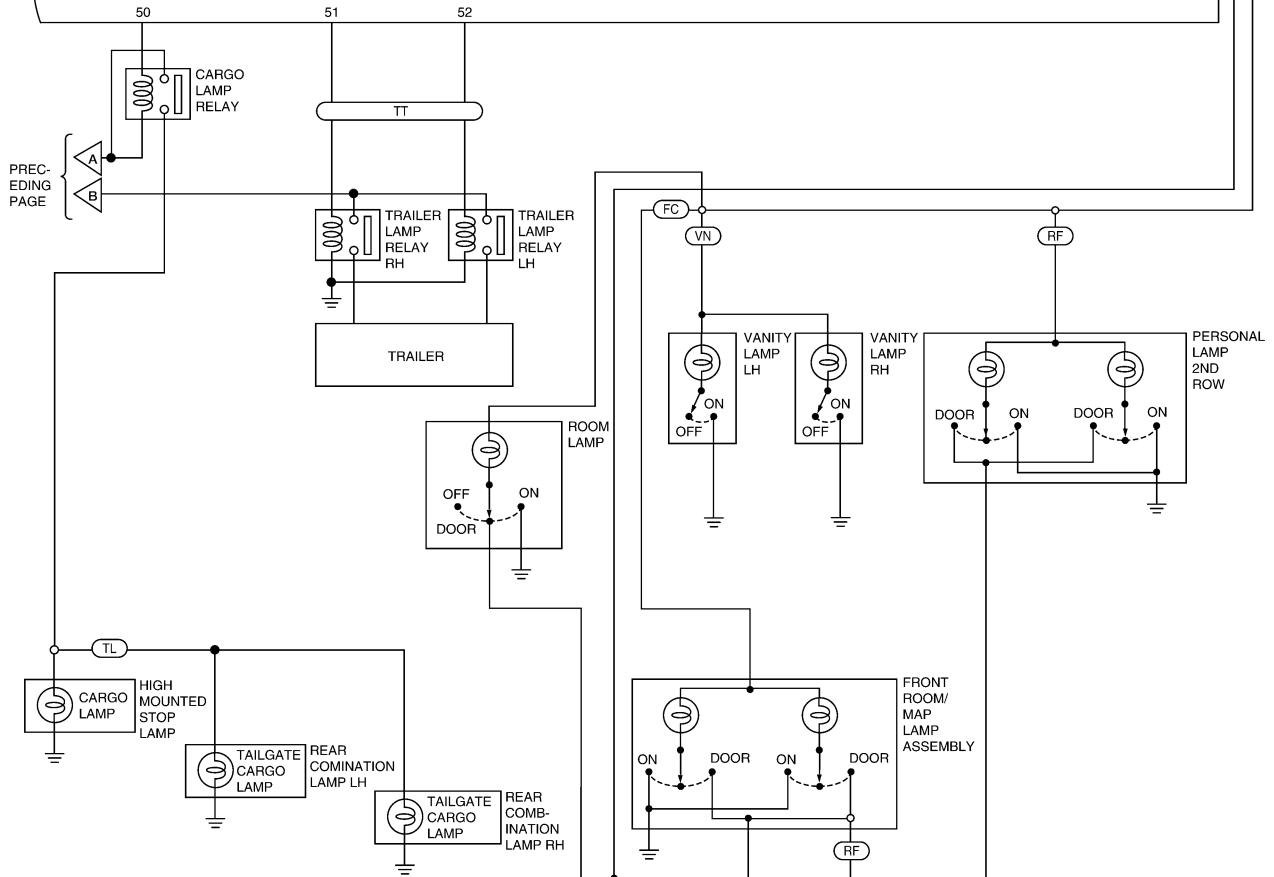 50
51
52
CARGO
LAMP
RELAY
TT
A
PREC-
EDING
PAGE
B
TRAILER
LAMP
RELAY
RH
TRAILER
LAMP
RELAY
LH
TRAILER
FC
VN
RF
VANITY
LAMP
LH
ON
OFF
VANITY
LAMP
RH
ON
OFF
PERSONAL
LAMP
2ND
ROW
DOOR
ON
DOOR
ON
ROOM
LAMP
OFF
ON
DOOR
TL
CARGO
LAMP
HIGH
MOUNTED
STOP
LAMP
TAILGATE
CARGO
LAMP
REAR
COMINATION
LAMP LH
TAILGATE
CARGO
LAMP
REAR
COMB-
INATION
LAMP RH
FRONT
ROOM/
MAP
LAMP
ASSEMBLY
ON
DOOR
ON
DOOR
RF